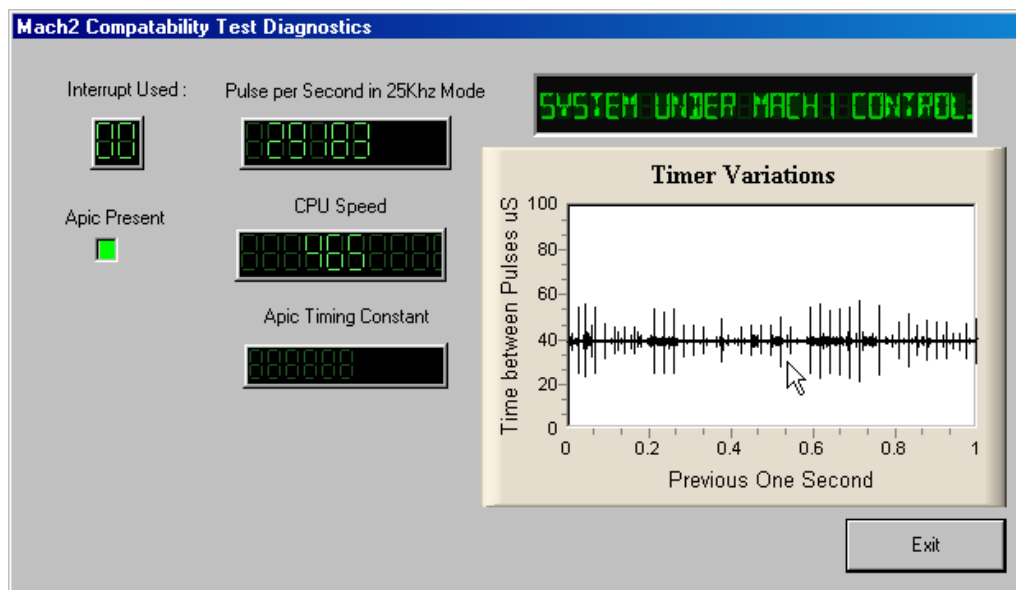 Mach2 Compatability Test Diagnostics
Interrupt Used :
00
Pulse per Second in 25Khz Mode
29183
SYSTEM UNDER MACH1 CONTROL.
Apic Present
CPU Speed
465
Apic Timing Constant
Timer Variations
Time between Pulses uS
100
80
60
40
20
0
0 0.2 0.4 0.6 0.8 1
Previous One Second
Exit